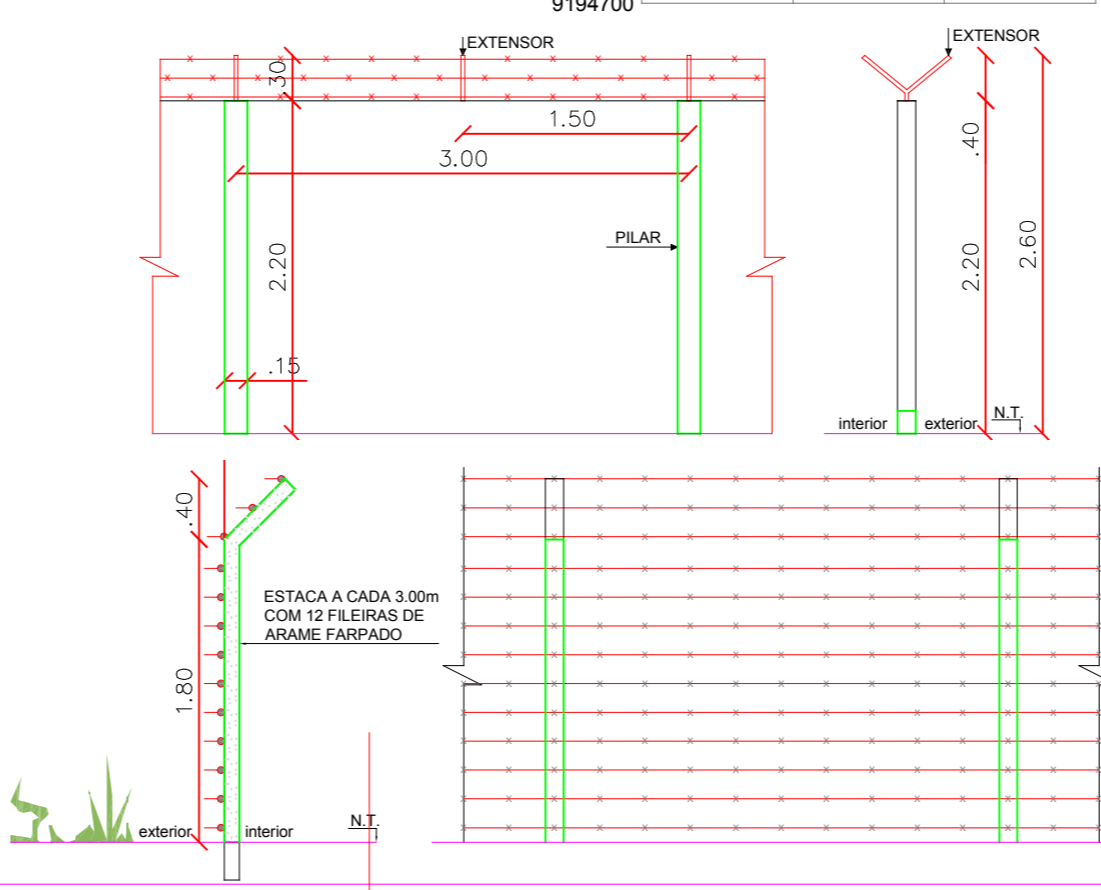 9194700
EXTENSOR
.30
1.50
3.00
PILAR
2.20
.15
EXTENSOR
.40
2.20
2.60
interior
exterior
N.T.
.40
1.80
ESTACA A CADA 3.00m
COM 12 FILEIRAS DE
ARAME FARPADO
exterior
interior
N.T.